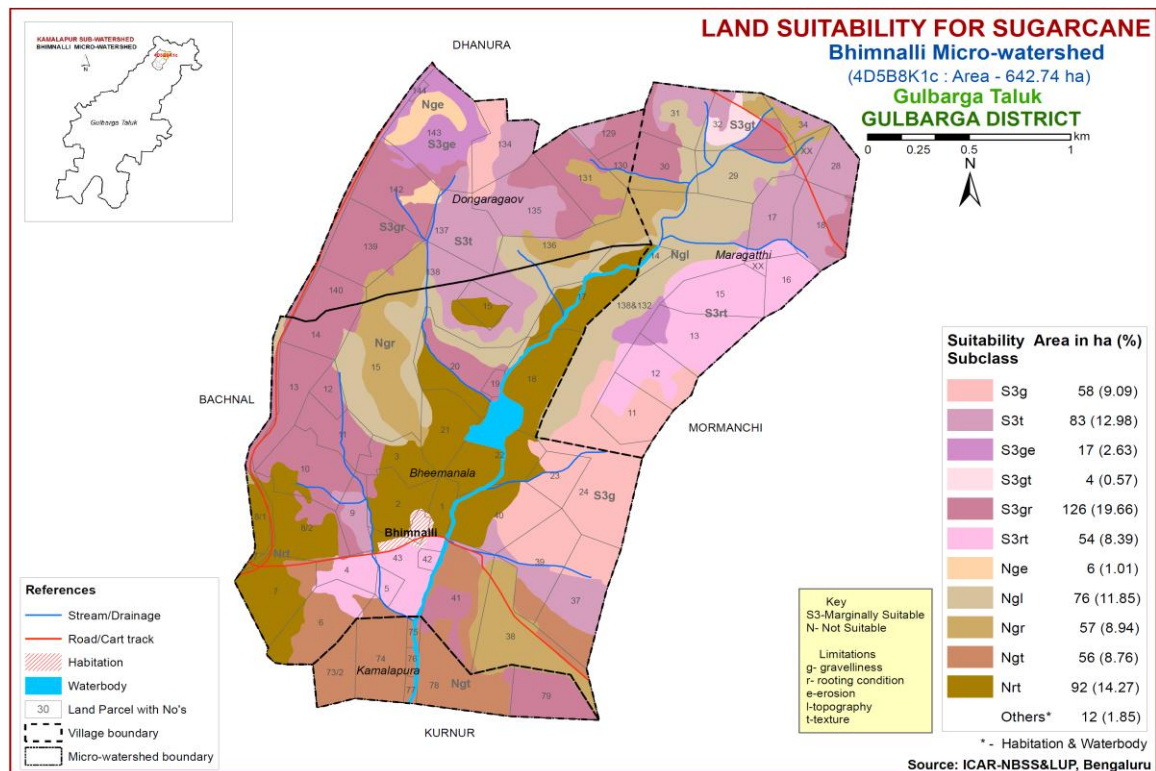 KAMALAPUR SUB-WATERSHED
BHIMNALLI MICRO-WATERSHED
N
Gulbarga Taluk
LAND SUITABILITY FOR SUGARCANE
Bhimnalli Micro-watershed
(4D5B8K1c : Area - 642.74 ha)
Gulbarga Taluk
GULBARGA DISTRICT
km
0 0.25 0.5 1
N
DHANURA
BACHNAL
MORMANCHI
KURNUR
144
Nge
143
S3ge
134
129
130
131
142
Dongaragaov
135
S3gr
137
S3t
139
136
138
140
31
32
S3gt
34
XX
30
29
28
17
18
Ngl
14
Maragatthi
XX
16
15
138&132
S3rt
13
12
11
17
19
14
Ngr
15
20
19
18
13
12
11
21
3
22
10
Bheemanala
23
24
S3g
2
1
9
8/1
8/2
40
Bhimnalli
Nrt
43
42
39
4
5
7
41
37
6
38
75
74
76
Kamalapura
73/2
77
78
Ngt
79
References
Stream/Drainage
Road/Cart track
Habitation
Waterbody
30 Land Parcel with No's
Village boundary
Micro-watershed boundary
Key
S3-Marginally Suitable
N- Not Suitable
Limitations
g- gravelliness
r- rooting condition
e-erosion
l-topography
t-texture
Suitability Area in ha (%)
Subclass
S3g 58 (9.09)
S3t 83 (12.98)
S3ge 17 (2.63)
S3gt 4 (0.57)
S3gr 126 (19.66)
S3rt 54 (8.39)
Nge 6 (1.01)
Ngl 76 (11.85)
Ngr 57 (8.94)
Ngt 56 (8.76)
Nrt 92 (14.27)
Others* 12 (1.85)
* - Habitation & Waterbody
Source: ICAR-NBSS&LUP, Bengaluru